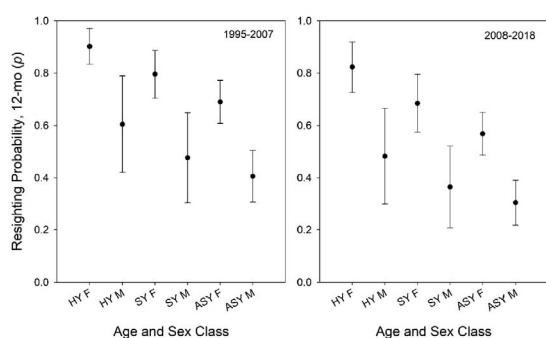 1995-2007
2008-2018
Resighting Probability, 12-mo (p)
1.0
0.8
0.6
0.4
0.2
0.0
HY F
HY M
SY F
SY M
ASY F
ASY M
Age and Sex Class
1.0
0.8
0.6
0.4
0.2
0.0
HY F
HY M
SY F
SY M
ASY F
ASY M
Age and Sex Class